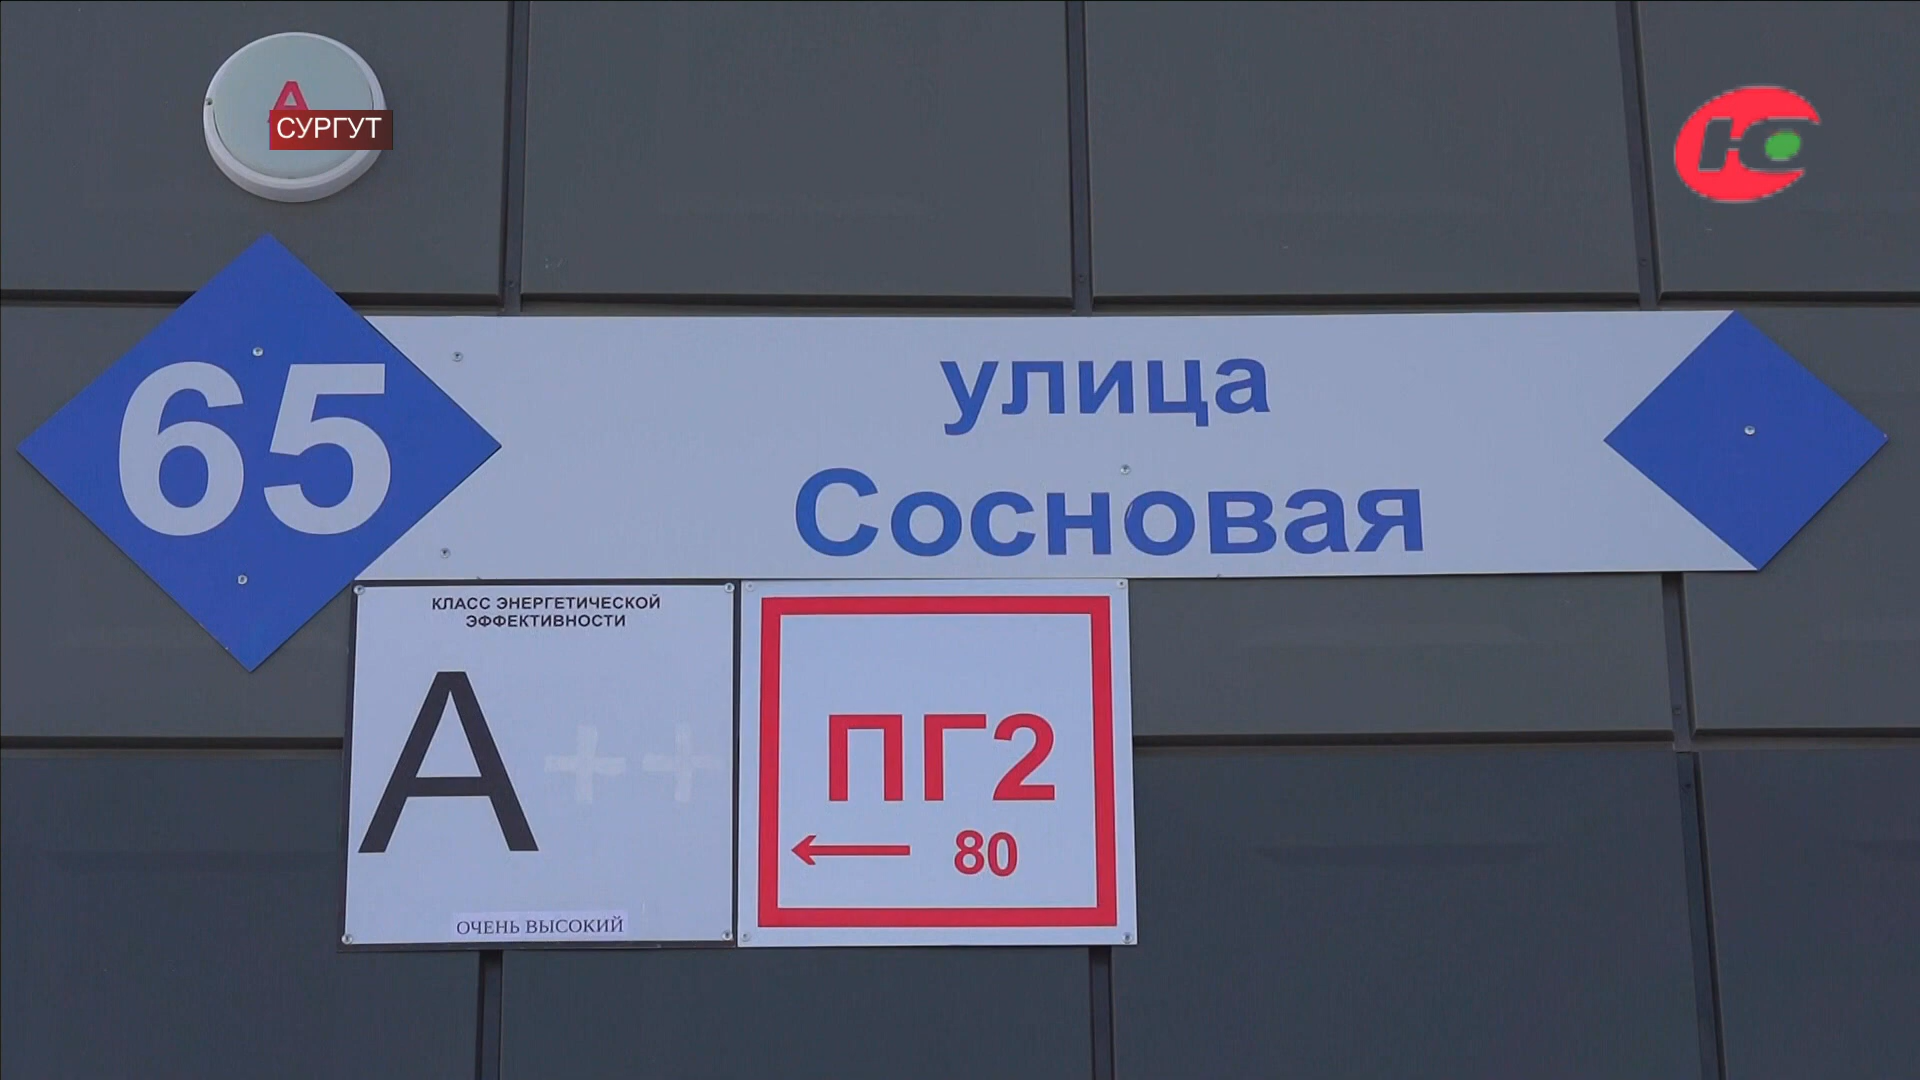 А
СУРГУТ
Ю
65
улица
Сосновая
КЛАСС ЭНЕРГЕТИЧЕСКОЙ
ЭФФЕКТИВНОСТИ
А++
ОЧЕНЬ ВЫСОКИЙ
ПГ2
← 80